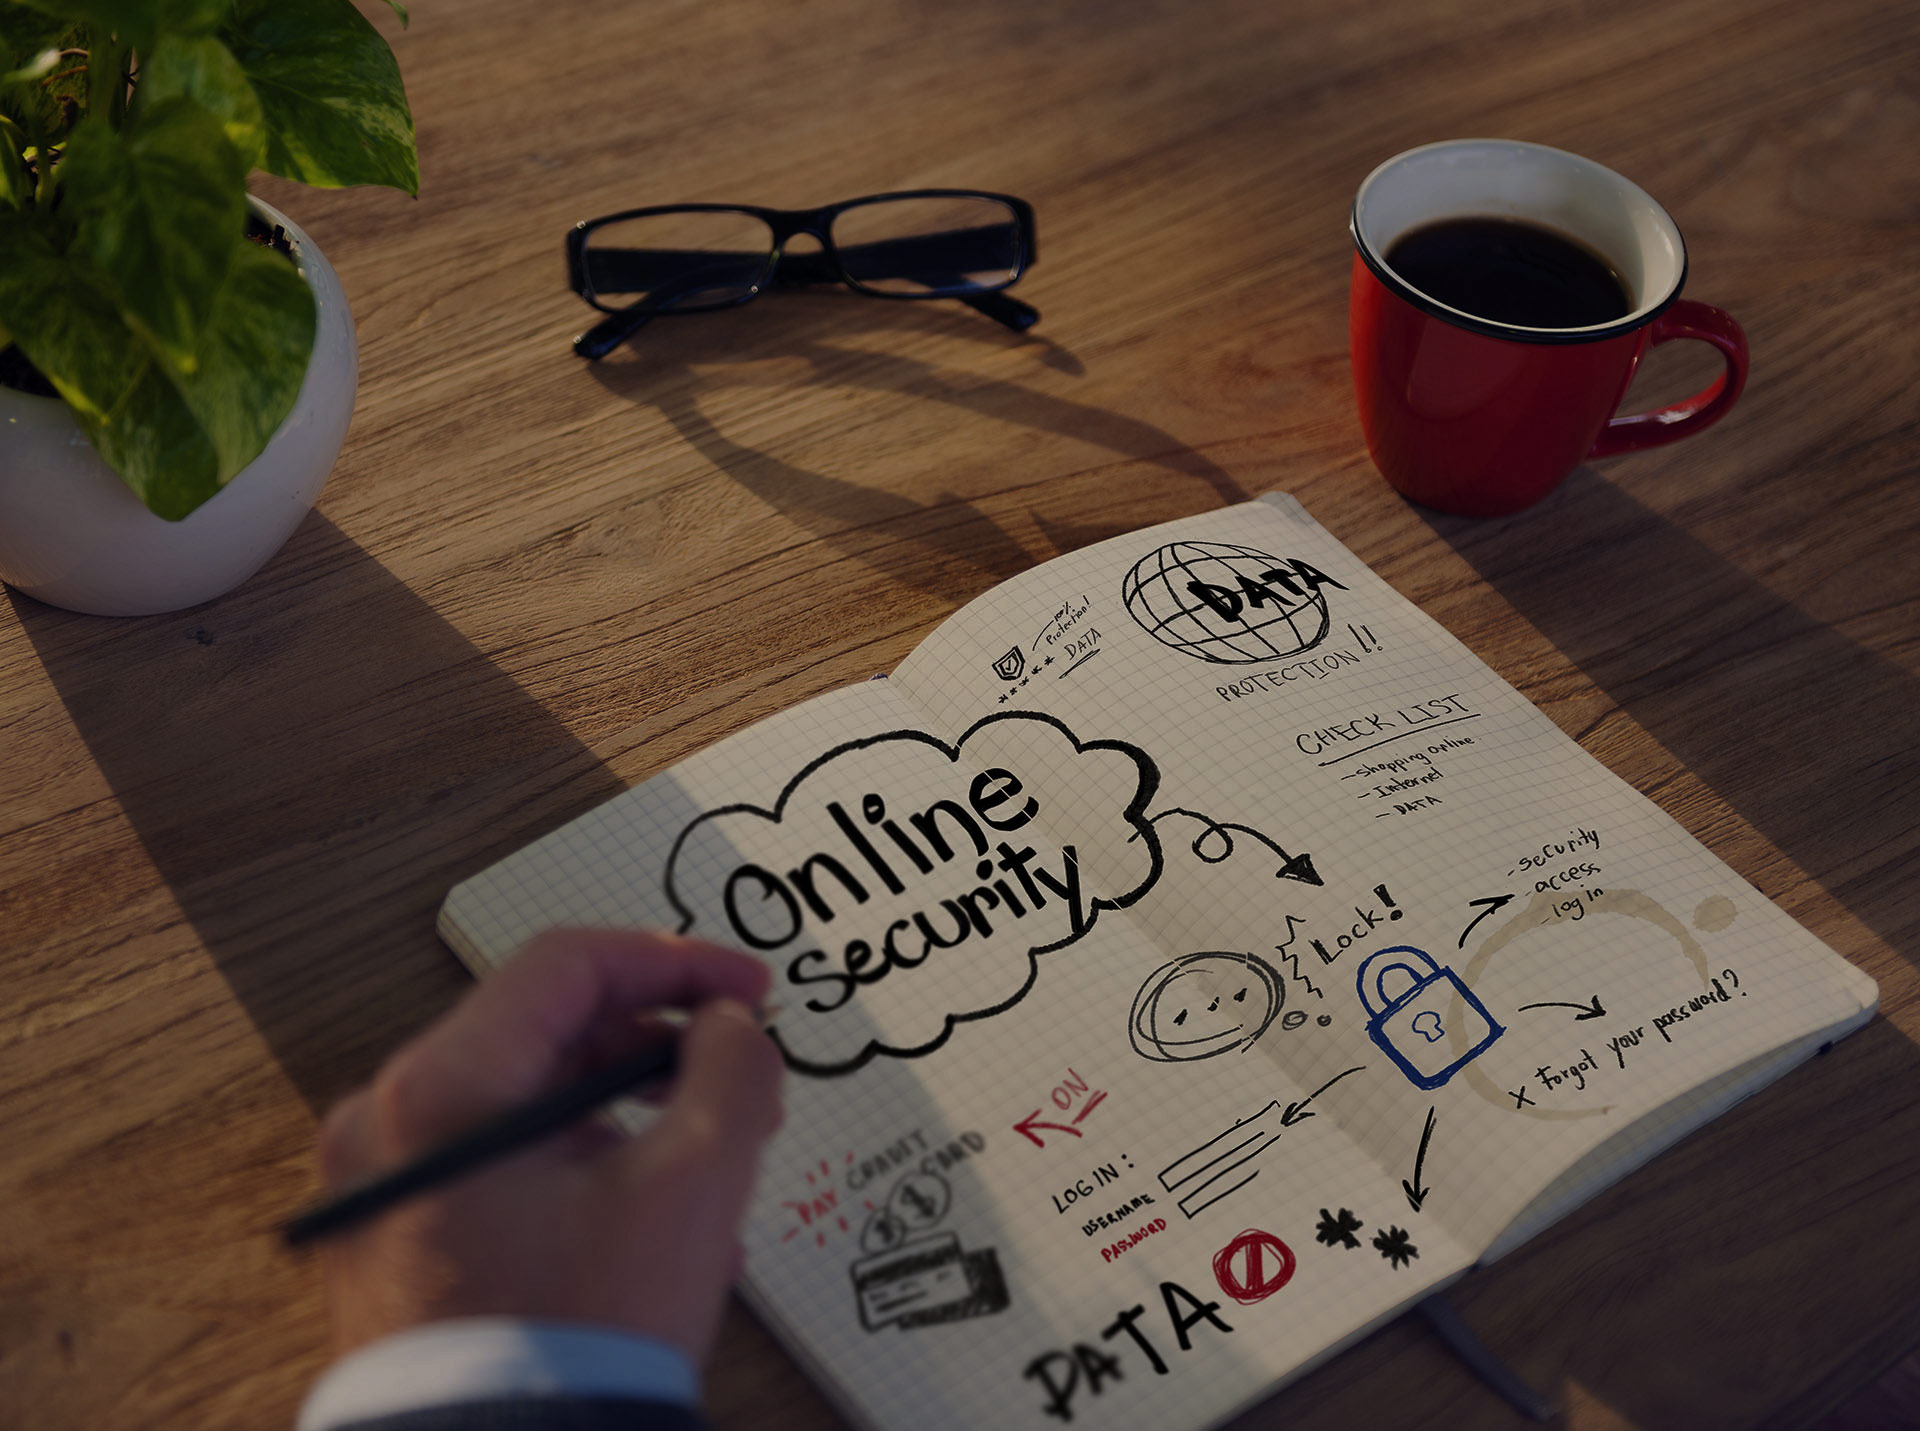 Online
security
100%
Protection!
DATA
DATA
PROTECTION!!
CHECK LIST
-shopping online
-Internet
-DATA
Lock!
-security
-access
-log in
x Forgot your password?
ON
PAY CRADIT
CARD
$ $
LOG IN:
USERNAME
PASSWORD
DATA